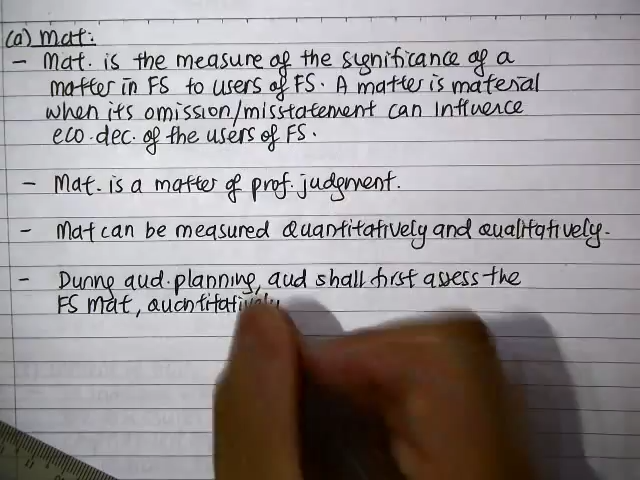 (a) Mat:
- Mat. is the measure of the significance of a
matter in FS to users of FS. A matter is material
when its omission/misstatement can influence
eco.dec. of the users of FS.
- Mat. is a matter of prof. judgment.
- Mat can be measured quantitatively and qualitatively.
- During aud. planning, aud shall first assess the
FS mat, quantitatively